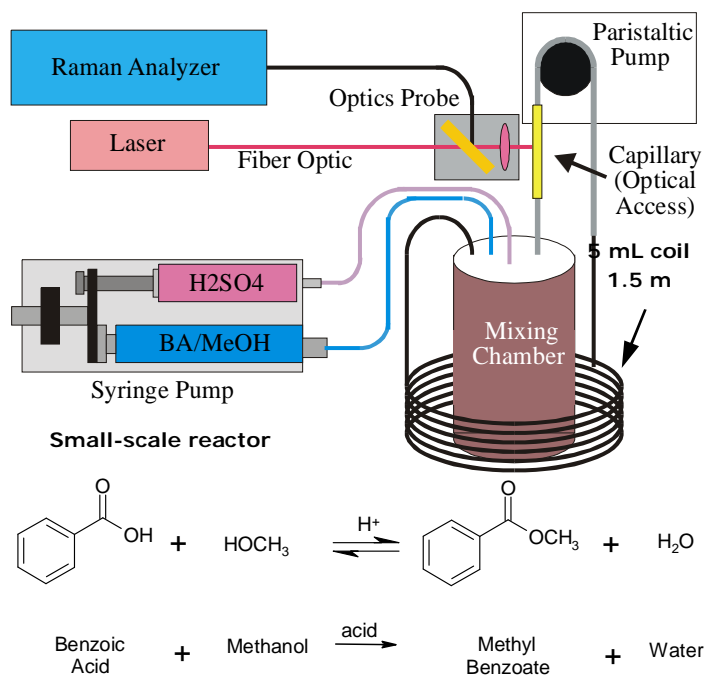 Raman Analyzer
Paristaltic
Pump
Optics Probe
Laser
Fiber Optic
Capillary
(Optical
Access)
5 mL coil
1.5 m
H2SO4
BA/MeOH
Mixing
Chamber
Syringe Pump
Small-scale reactor
O
OH
+
HOCH₃
H⁺
O
OCH₃
+
H₂O
Benzoic
Acid
+
Methanol
acid
Methyl
Benzoate
+
Water